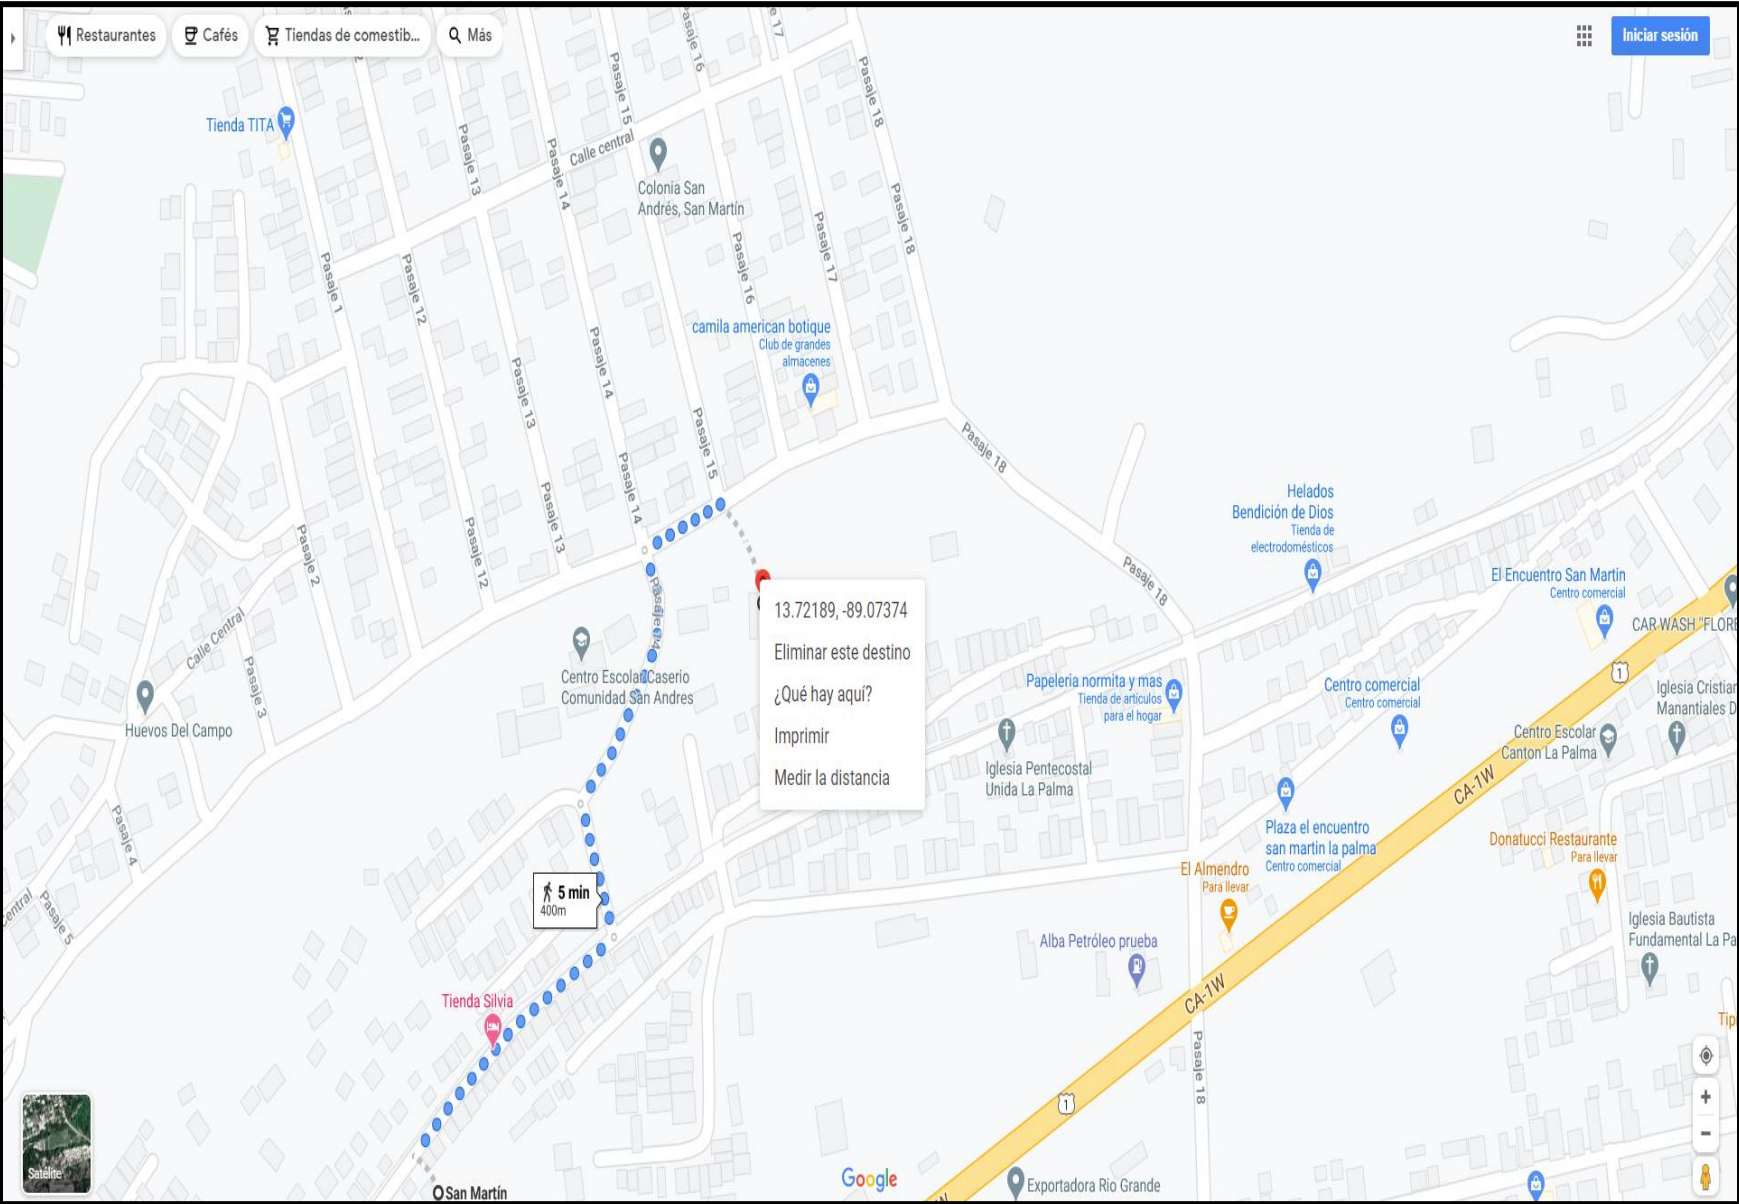 Restaurantes
Cafés
Tiendas de comestib...
Más
Iniciar sesión
Pasaje 16
Pasaje 15
Pasaje 18
Tienda TITA
Pasaje 13
Pasaje 14
Calle central
Colonia San
Andrés, San Martín
Pasaje 18
Pasaje 1
Pasaje 12
Pasaje 16
Pasaje 17
camila american botique
Club de grandes
almacenes
Pasaje 14
Pasaje 13
Pasaje 15
Pasaje 18
Pasaje 14
Pasaje 13
Pasaje 12
Pasaje 2
Helados
Bendición de Dios
Tienda de
electrodomésticos
Pasaje 18
El Encuentro San Martin
Centro comercial
CAR WASH "FLORE
Pasaje 14
13.72189, -89.07374
Eliminar este destino
¿Qué hay aquí?
Imprimir
Medir la distancia
Calle Central
Pasaje 3
Centro Escolar Caserio
Comunidad San Andres
Huevos Del Campo
Papeleria normita y mas
Tienda de artículos
para el hogar
Centro comercial
Centro comercial
1
Iglesia Cristian
Manantiales D
Centro Escolar
Canton La Palma
Iglesia Pentecostal
Unida La Palma
CA-1W
Pasaje 4
Plaza el encuentro
san martin la palma
Centro comercial
Donatucci Restaurante
Para llevar
El Almendro
Para llevar
5 min
400m
Central
Pasaje 5
Iglesia Bautista
Fundamental La Pa
Alba Petróleo prueba
CA-1W
Tienda Silvia
Tip
Pasaje 18
1
Satélite
Google
San Martín
Exportadora Rio Grande